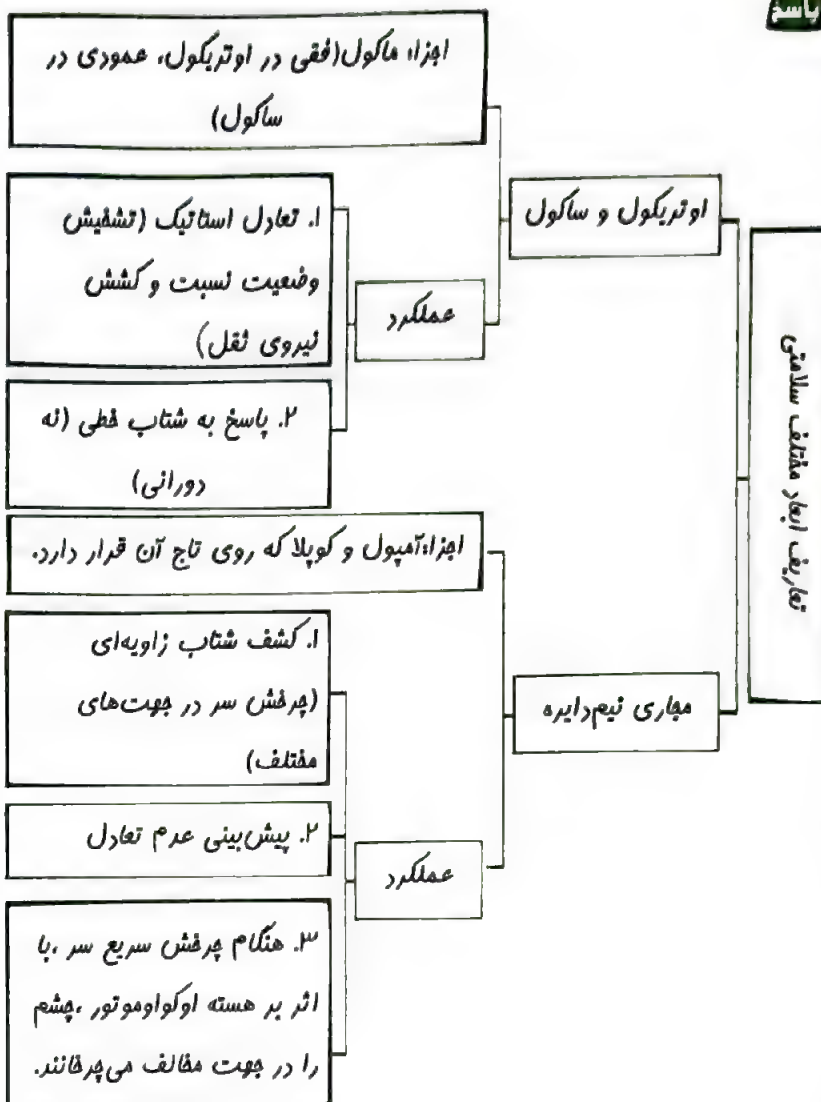 پاسخ
تعاریف ابعاد مختلف سلامتی
اوتریکول و ساکول
اجزا: ماکول(افقی در اوتریکول، عمودی در
ساکول)
عملکرد
۱. تعادل استاتیک (تشخیص
وضعیت نسبت و کشش
نیروی ثقل)
۲. پاسخ به شتاب خطی (نه
دورانی)
مجاری نیم‌دایره
اجزا:آمپول و کوپلا که روی تاج آن قرار دارد.
عملکرد
۱. کشف شتاب زاویه‌ای
(چرخش سر در جهت‌های
مختلف)
۲. پیش‌بینی عدم تعادل
۳. هنگام چرخش سریع سر ،با
اثر بر هسته اوکولوموتور ،چشم
را در جهت مخالف می‌چرخانند.